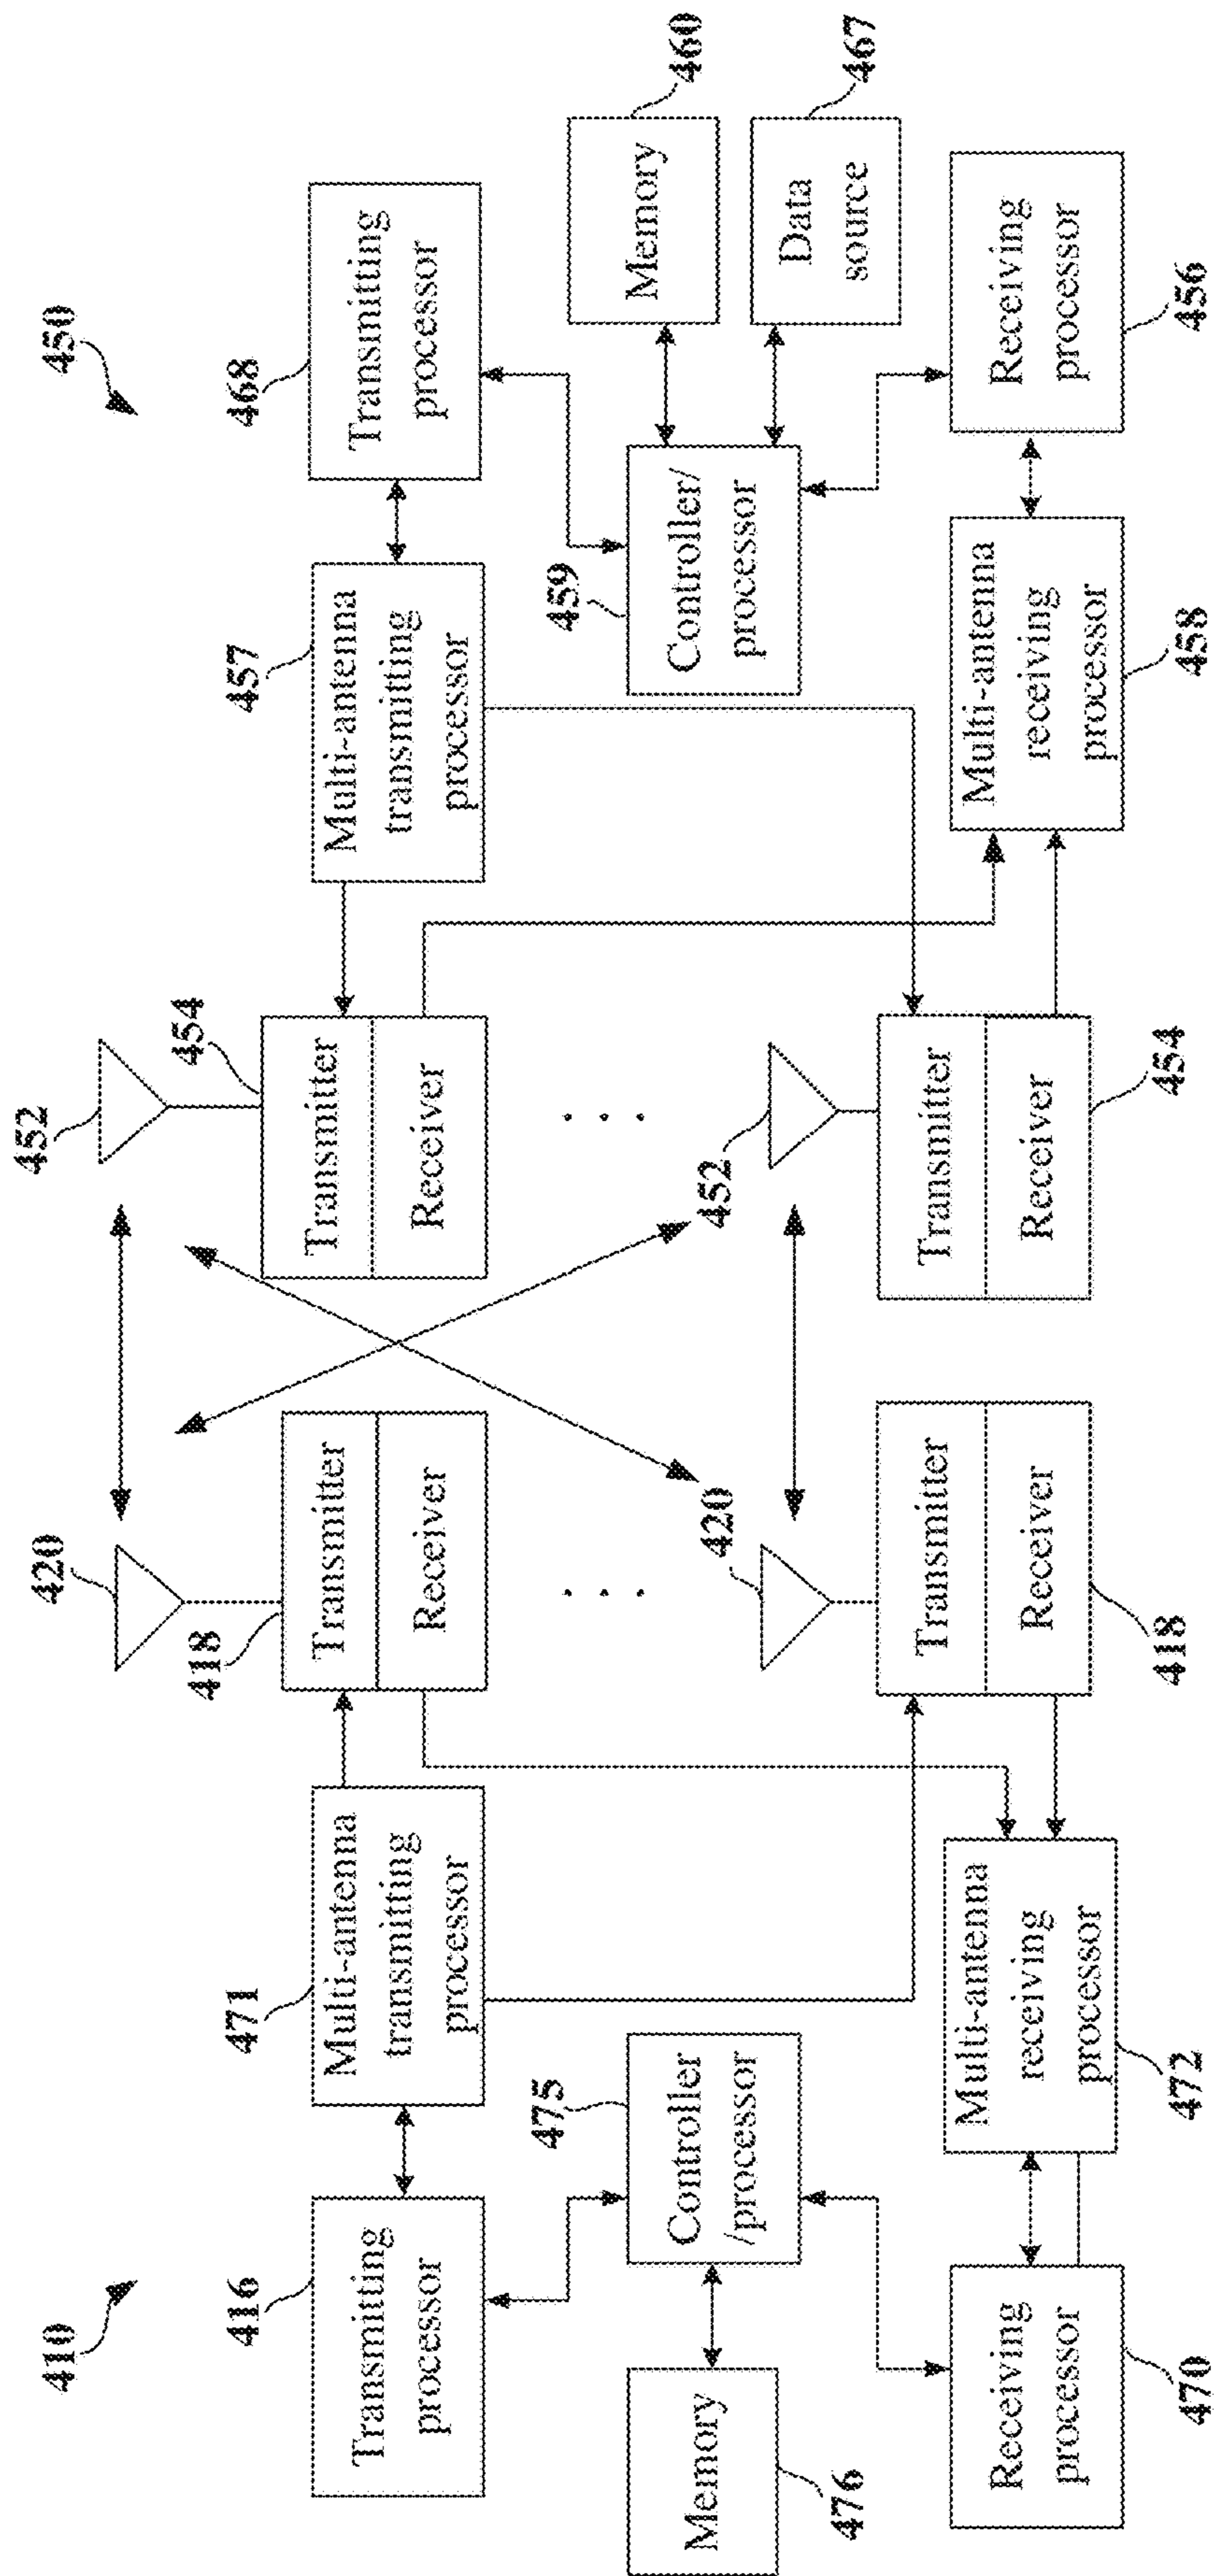 410
450
416
Transmitting
processor
471
Multi-antenna
transmitting
processor
418
Transmitter
Receiver
420
452
454
Transmitter
Receiver
457
Multi-antenna
transmitting
processor
468
Transmitting
processor
476
Memory
475
Controller
/processor
. . .
. . .
459
Controller/
processor
Memory
460
Data
source
467
470
Receiving
processor
472
Multi-antenna
receiving
processor
420
Transmitter
Receiver
418
452
Transmitter
Receiver
454
Multi-antenna
receiving
processor
458
Receiving
processor
456